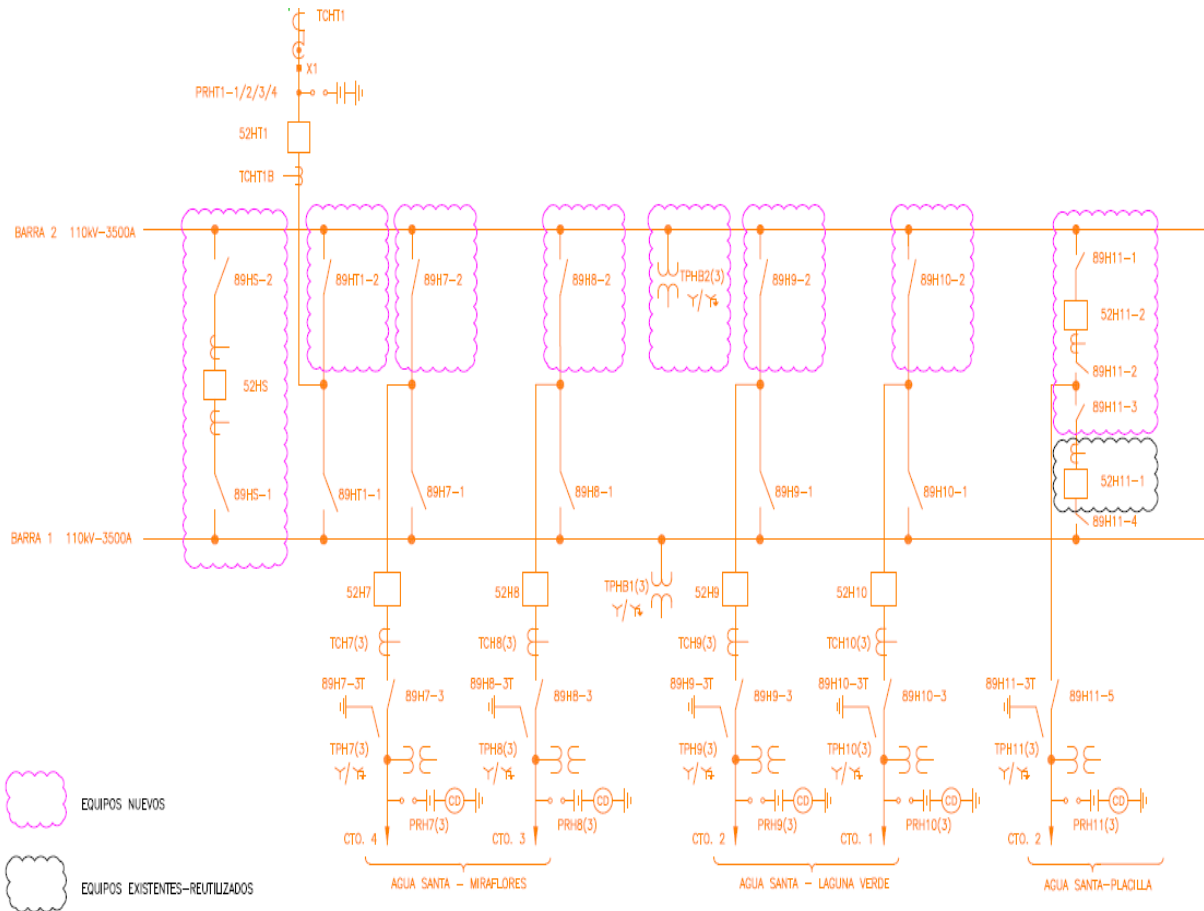 TCHT1
X1
PRHT1-1/2/3/4
52HT1
TCHT1B
BARRA 2 110kV-3500A
89HS-2
89HT1-2
89H7-2
89H8-2
TPHB2(3)
89H9-2
89H10-2
89H11-1
52H11-2
52HS
89H11-2
89H11-3
89HS-1
89HT1-1
89H7-1
89H8-1
89H9-1
89H10-1
52H11-1
89H11-4
BARRA 1 110kV-3500A
52H7
52H8
TPHB1(3)
52H9
52H10
TCH7(3)
TCH8(3)
TCH9(3)
TCH10(3)
89H7-3T
89H7-3
89H8-3T
89H8-3
89H9-3T
89H9-3
89H10-3T
89H10-3
89H11-3T
89H11-5
TPH7(3)
TPH8(3)
TPH9(3)
TPH10(3)
TPH11(3)
CD
CD
CD
CD
CD
PRH7(3)
PRH8(3)
PRH9(3)
PRH10(3)
PRH11(3)
CTO. 4
CTO. 3
CTO. 2
CTO. 1
CTO. 2
AGUA SANTA - MIRAFLORES
AGUA SANTA - LAGUNA VERDE
AGUA SANTA-PLACILLA
EQUIPOS NUEVOS
EQUIPOS EXISTENTES-REUTILIZADOS